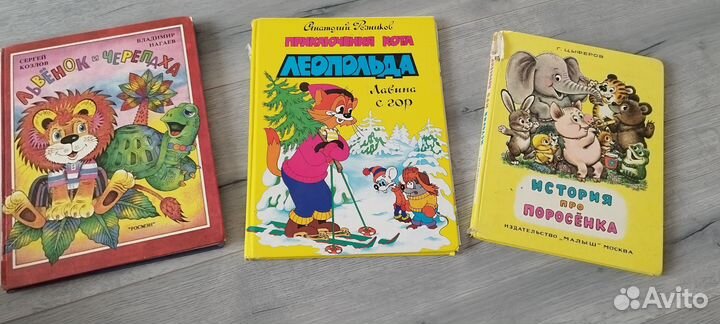 СЕРГЕЙ
КОЗЛОВ
ВЛАДИМИР
НАГАЕВ
ЛЬВЁНОК и ЧЕРЕПАХА
"РОСМЭН"
Анатолий Резников
ПРИКЛЮЧЕНИЯ КОТА
ЛЕОПОЛЬДА
Лавина
с гор
Г. ЦЫФЕРОВ
ИСТОРИЯ
ПРО
ПОРОСЁНКА
ИЗДАТЕЛЬСТВО „МАЛЫШ" МОСКВА
Avito